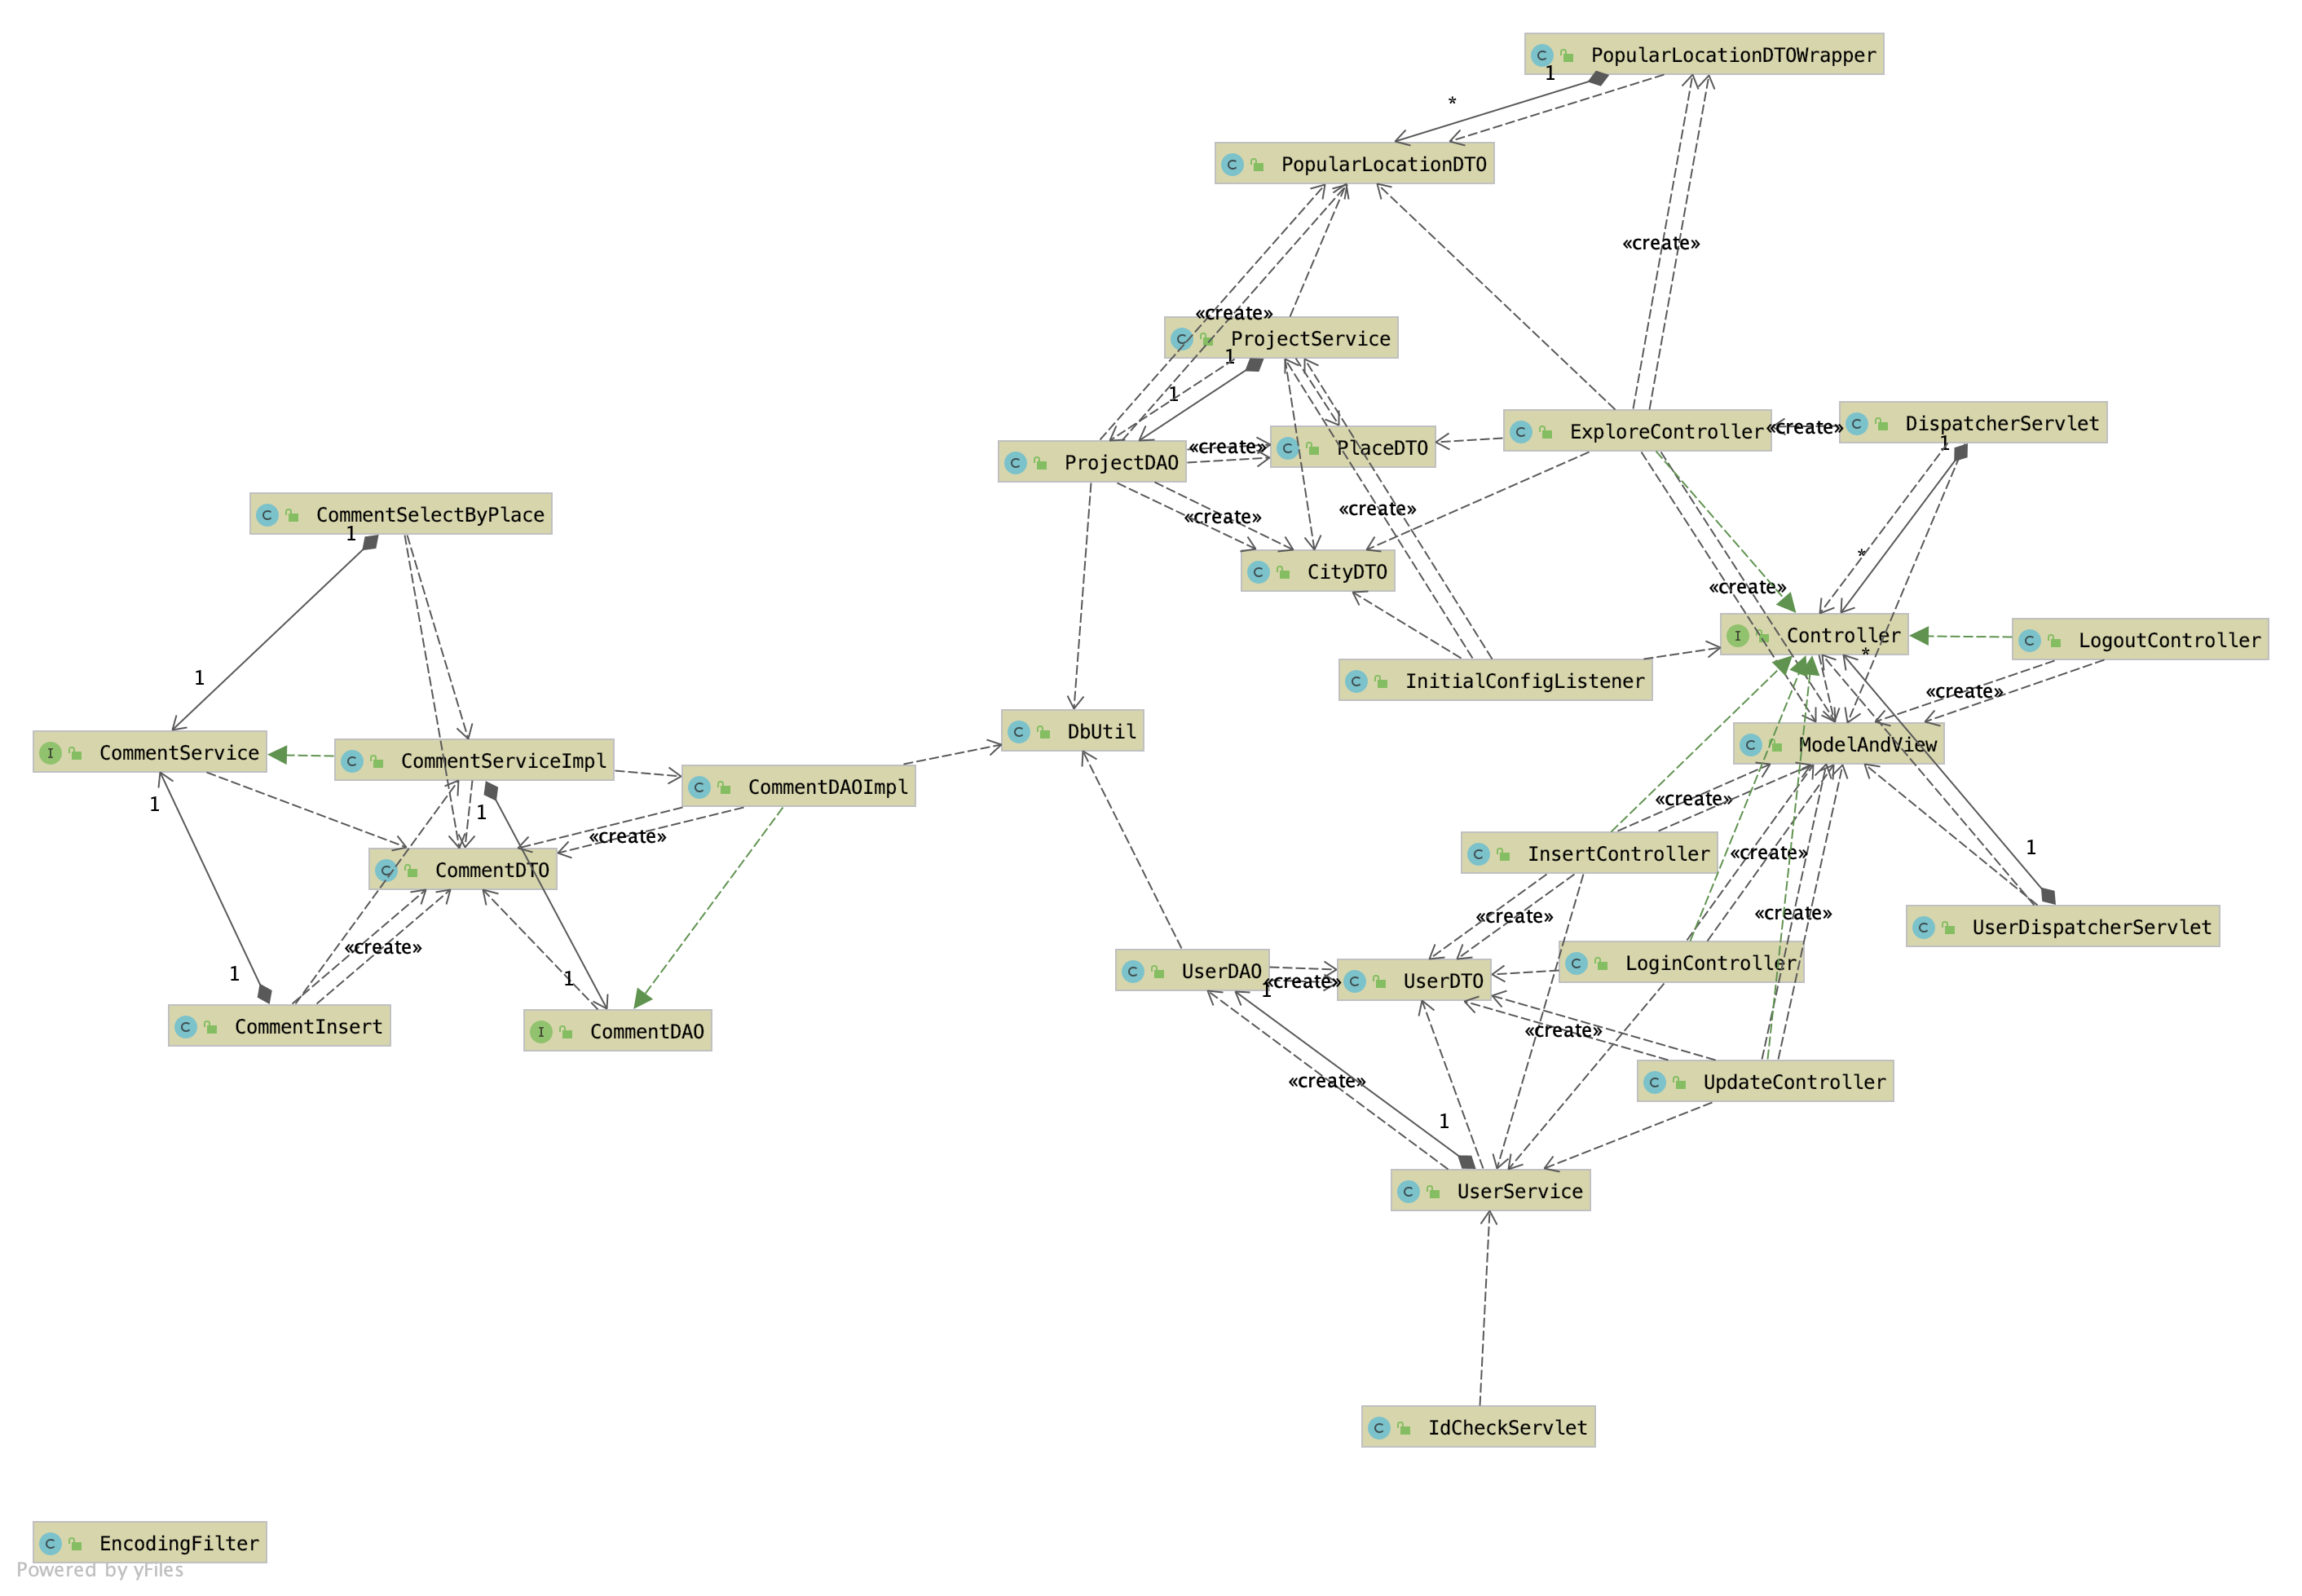 C PopularLocationDTOWrapper
1
*
C PopularLocationDTO
«create»
«create»
C ProjectService
1
1
C ExploreController
«create»
C DispatcherServlet
1
C ProjectDAO
«create»
C PlaceDTO
C CommentSelectByPlace
1
«create»
«create»
*
C CityDTO
«create»
I Controller
C LogoutController
*
1
C InitialConfigListener
«create»
I CommentService
C CommentServiceImpl
C DbUtil
C ModelAndView
C CommentDAOImpl
1
1
«create»
«create»
C CommentDTO
C InsertController
«create»
1
«create»
«create»
«create»
C UserDispatcherServlet
1
1
C UserDAO
«create»
1
C UserDTO
C LoginController
C CommentInsert
I CommentDAO
«create»
«create»
C UpdateController
1
C UserService
C IdCheckServlet
C EncodingFilter
Powered by yFiles